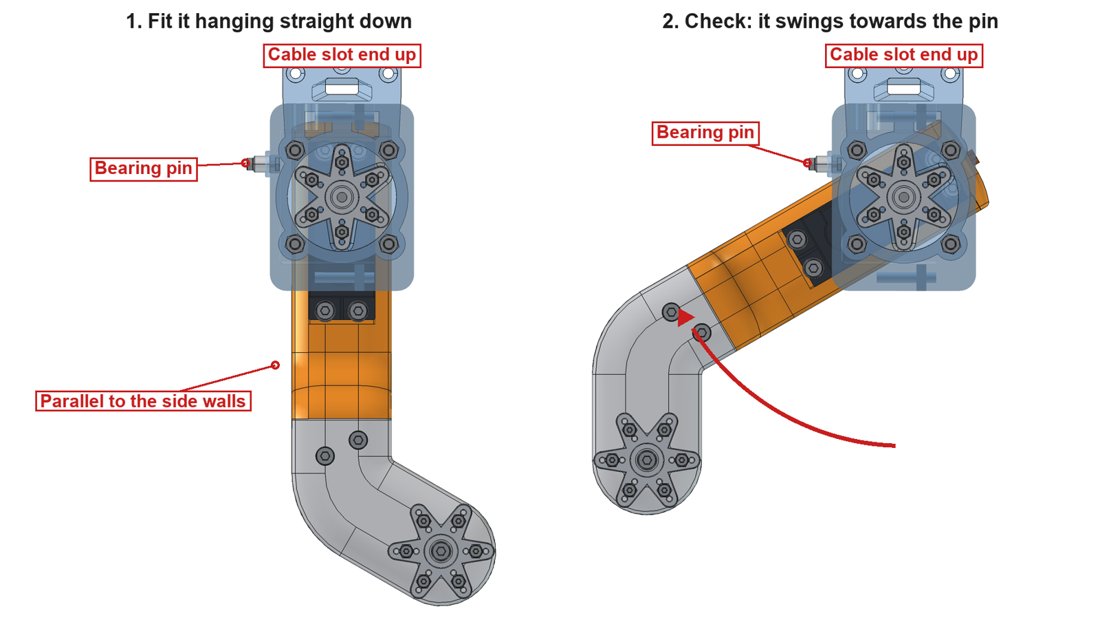 1. Fit it hanging straight down
Cable slot end up
Bearing pin
Parallel to the side walls
2. Check: it swings towards the pin
Cable slot end up
Bearing pin